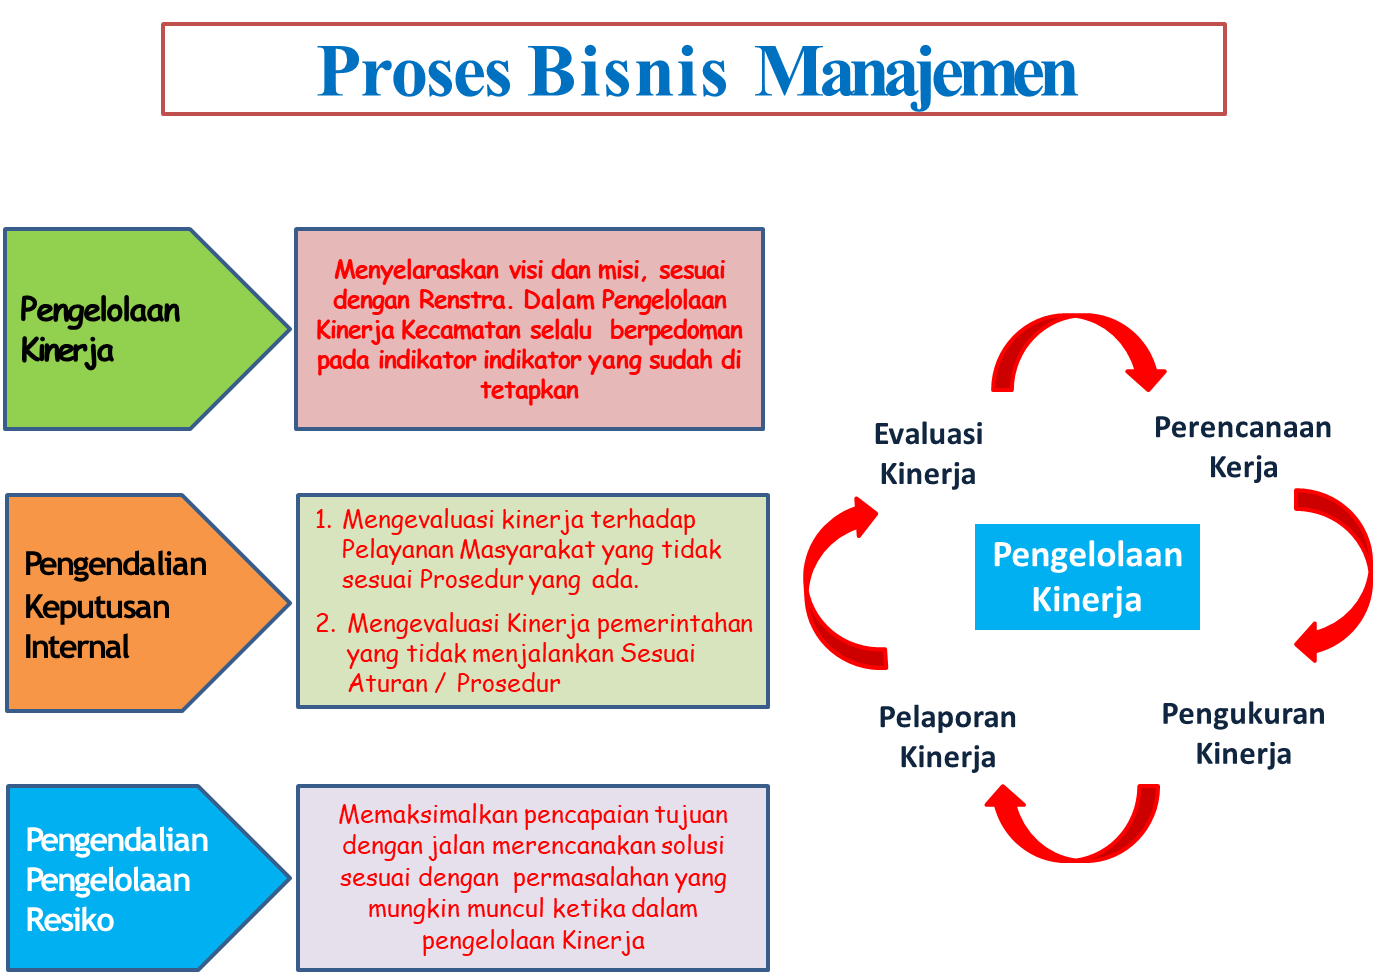 Proses Bisnis Manajemen
Pengelolaan
Kinerja
Menyelaraskan visi dan misi, sesuai
dengan Renstra. Dalam Pengelolaan
Kinerja Kecamatan selalu berpedoman
pada indikator indikator yang sudah di
tetapkan
Pengendalian
Keputusan
Internal
1. Mengevaluasi kinerja terhadap
Pelayanan Masyarakat yang tidak
sesuai Prosedur yang ada.
2. Mengevaluasi Kinerja pemerintahan
yang tidak menjalankan Sesuai
Aturan / Prosedur
Pengendalian
Pengelolaan
Resiko
Memaksimalkan pencapaian tujuan
dengan jalan merencanakan solusi
sesuai dengan permasalahan yang
mungkin muncul ketika dalam
pengelolaan Kinerja
Evaluasi
Kinerja
Perencanaan
Kerja
Pengelolaan
Kinerja
Pelaporan
Kinerja
Pengukuran
Kinerja